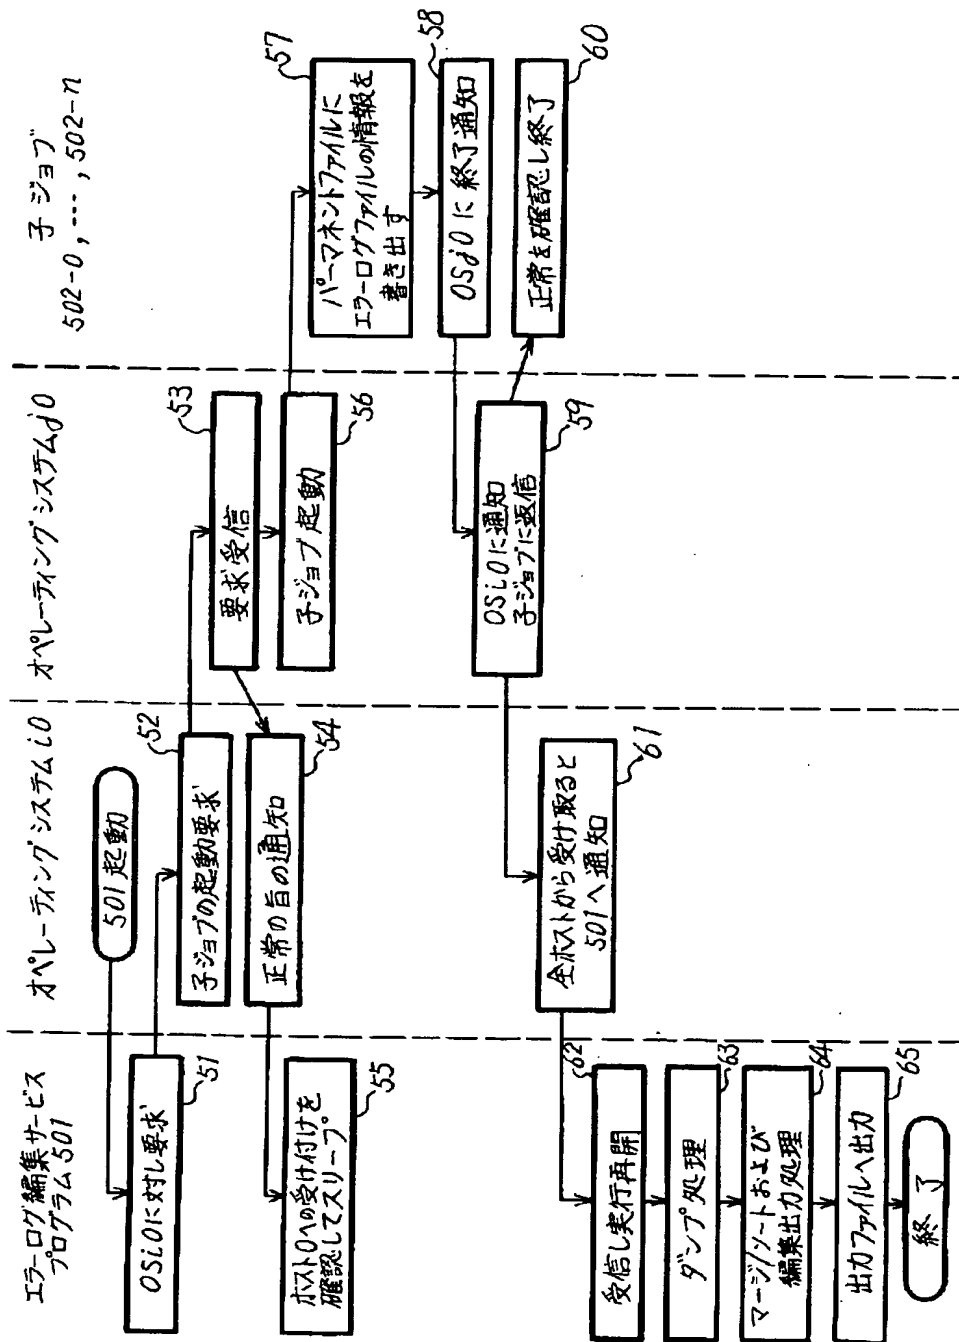 エラーログ編集サービス
プログラム501
オペレーティングシステムi0
オペレーティングシステムj0
子ジョブ
502-0, ---, 502-n
501起動
OSi0に対し要求
51
子ジョブの起動要求
52
要求受信
53
正常の旨の通知
54
ホスト0への受け付けを
確認してスリープ
55
子ジョブ起動
56
パーマネントファイルに
エラーログファイルの情報を
書き出す
57
OSj0に終了通知
58
OSi0に通知
子ジョブに返信
59
正常を確認し終了
60
全ホストから受け取ると
501へ通知
61
受信し実行再開
62
ダンプ処理
63
マージ/ソートおよび
編集出力処理
64
出力ファイルへ出力
65
終了